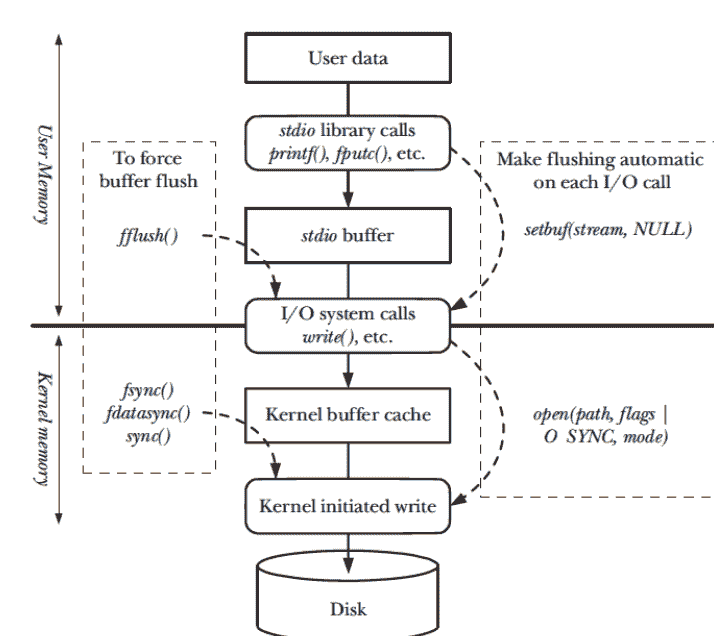 User data
User Memory
stdio library calls
printf(), fputc(), etc.
To force
buffer flush
Make flushing automatic
on each I/O call
fflush()
stdio buffer
setbuf(stream, NULL)
I/O system calls
write(), etc.
Kernel memory
fsync()
fdatasync()
sync()
Kernel buffer cache
open(path, flags |
O SYNC, mode)
Kernel initiated write
Disk